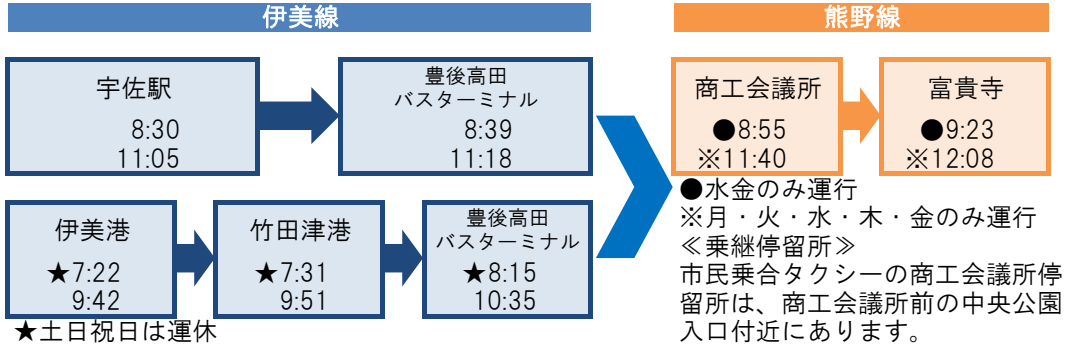 伊美線
熊野線
宇佐駅
8:30
11:05
豊後高田
バスターミナル
8:39
11:18
商工会議所
●8:55
※11:40
富貴寺
●9:23
※12:08
伊美港
★7:22
9:42
竹田津港
★7:31
9:51
豊後高田
バスターミナル
★8:15
10:35
★土日祝日は運休
●水金のみ運行
※月・火・水・木・金のみ運行
≪乗継停留所≫
市民乗合タクシーの商工会議所停
留所は、商工会議所前の中央公園
入口付近にあります。